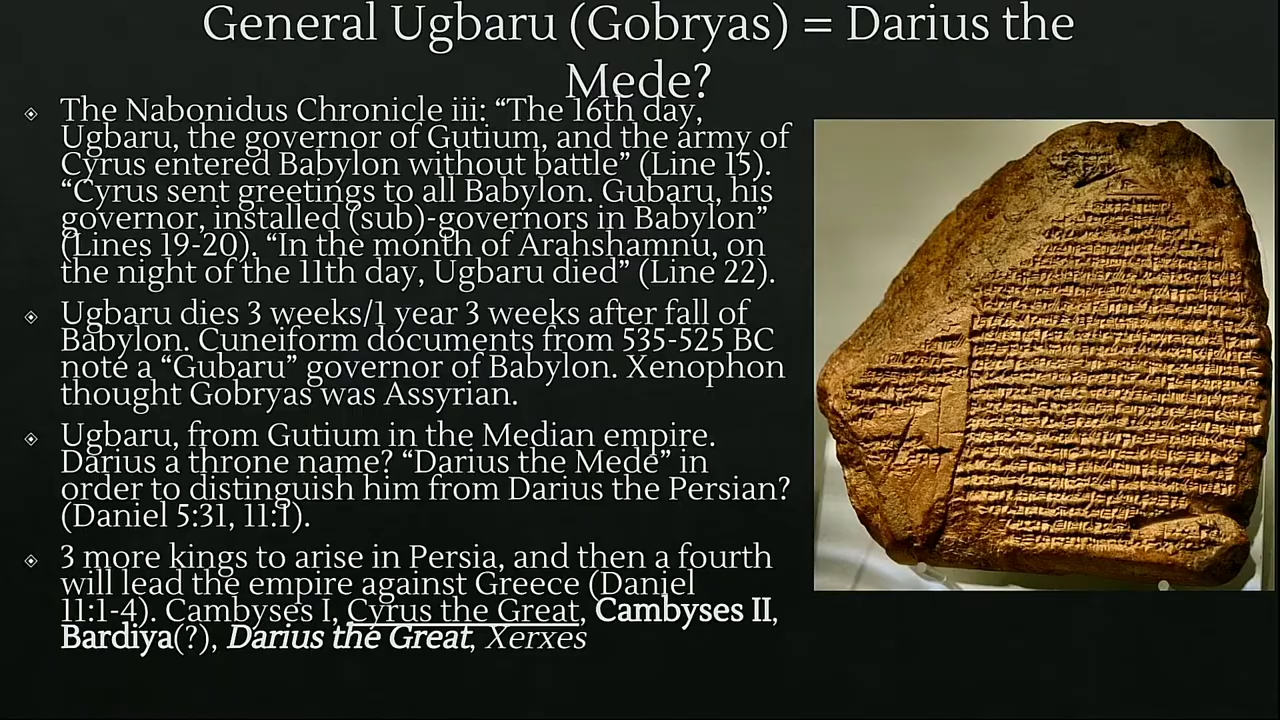 General Ugbaru (Gobryas) = Darius the
Mede?
The Nabonidus Chronicle iii: “The 16th day,
Ugbaru, the governor of Gutium, and the army of
Cyrus entered Babylon without battle” (Line 15).
“Cyrus sent greetings to all Babylon. Gubaru, his
governor, installed (sub)-governors in Babylon”
(Lines 19-20). “In the month of Arahshamnu, on
the night of the 11th day, Ugbaru died” (Line 22).
Ugbaru dies 3 weeks/1 year 3 weeks after fall of
Babylon. Cuneiform documents from 535-525 BC
note a “Gubaru” governor of Babylon. Xenophon
thought Gobryas was Assyrian.
Ugbaru, from Gutium in the Median empire.
Darius a throne name? “Darius the Mede” in
order to distinguish him from Darius the Persian?
(Daniel 5:31, 11:1).
3 more kings to arise in Persia, and then a fourth
will lead the empire against Greece (Daniel
11:1-4). Cambyses I, Cyrus the Great, Cambyses II,
Bardiya(?), Darius the Great, Xerxes